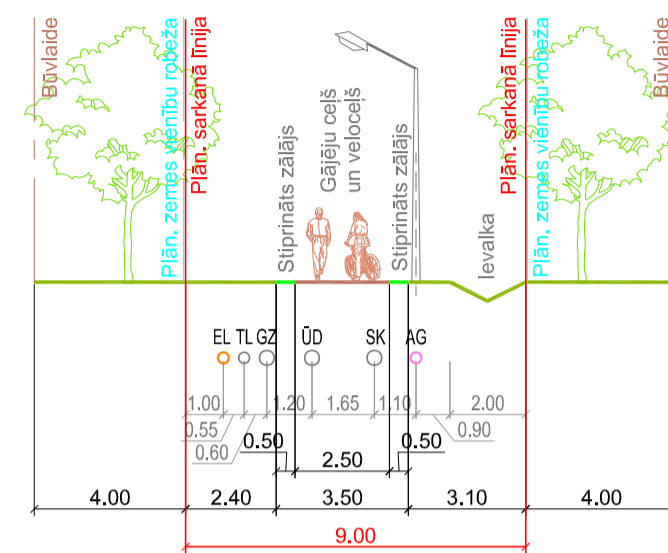 Būvlaide
Plān. zemes vienību robeža
Plān. sarkanā līnija
Stiprināts zālājs
Gājēju ceļš
un veloceļš
Stiprināts zālājs
Ievalka
Plān. sarkanā līnija
Plān. zemes vienību robeža
Būvlaide
EL TL GZ ŪD SK AG
1.00 1.20 1.65 1.10 2.00
0.55 0.90
0.60
0.50 0.50
2.50
4.00 2.40 3.50 3.10 4.00
9.00